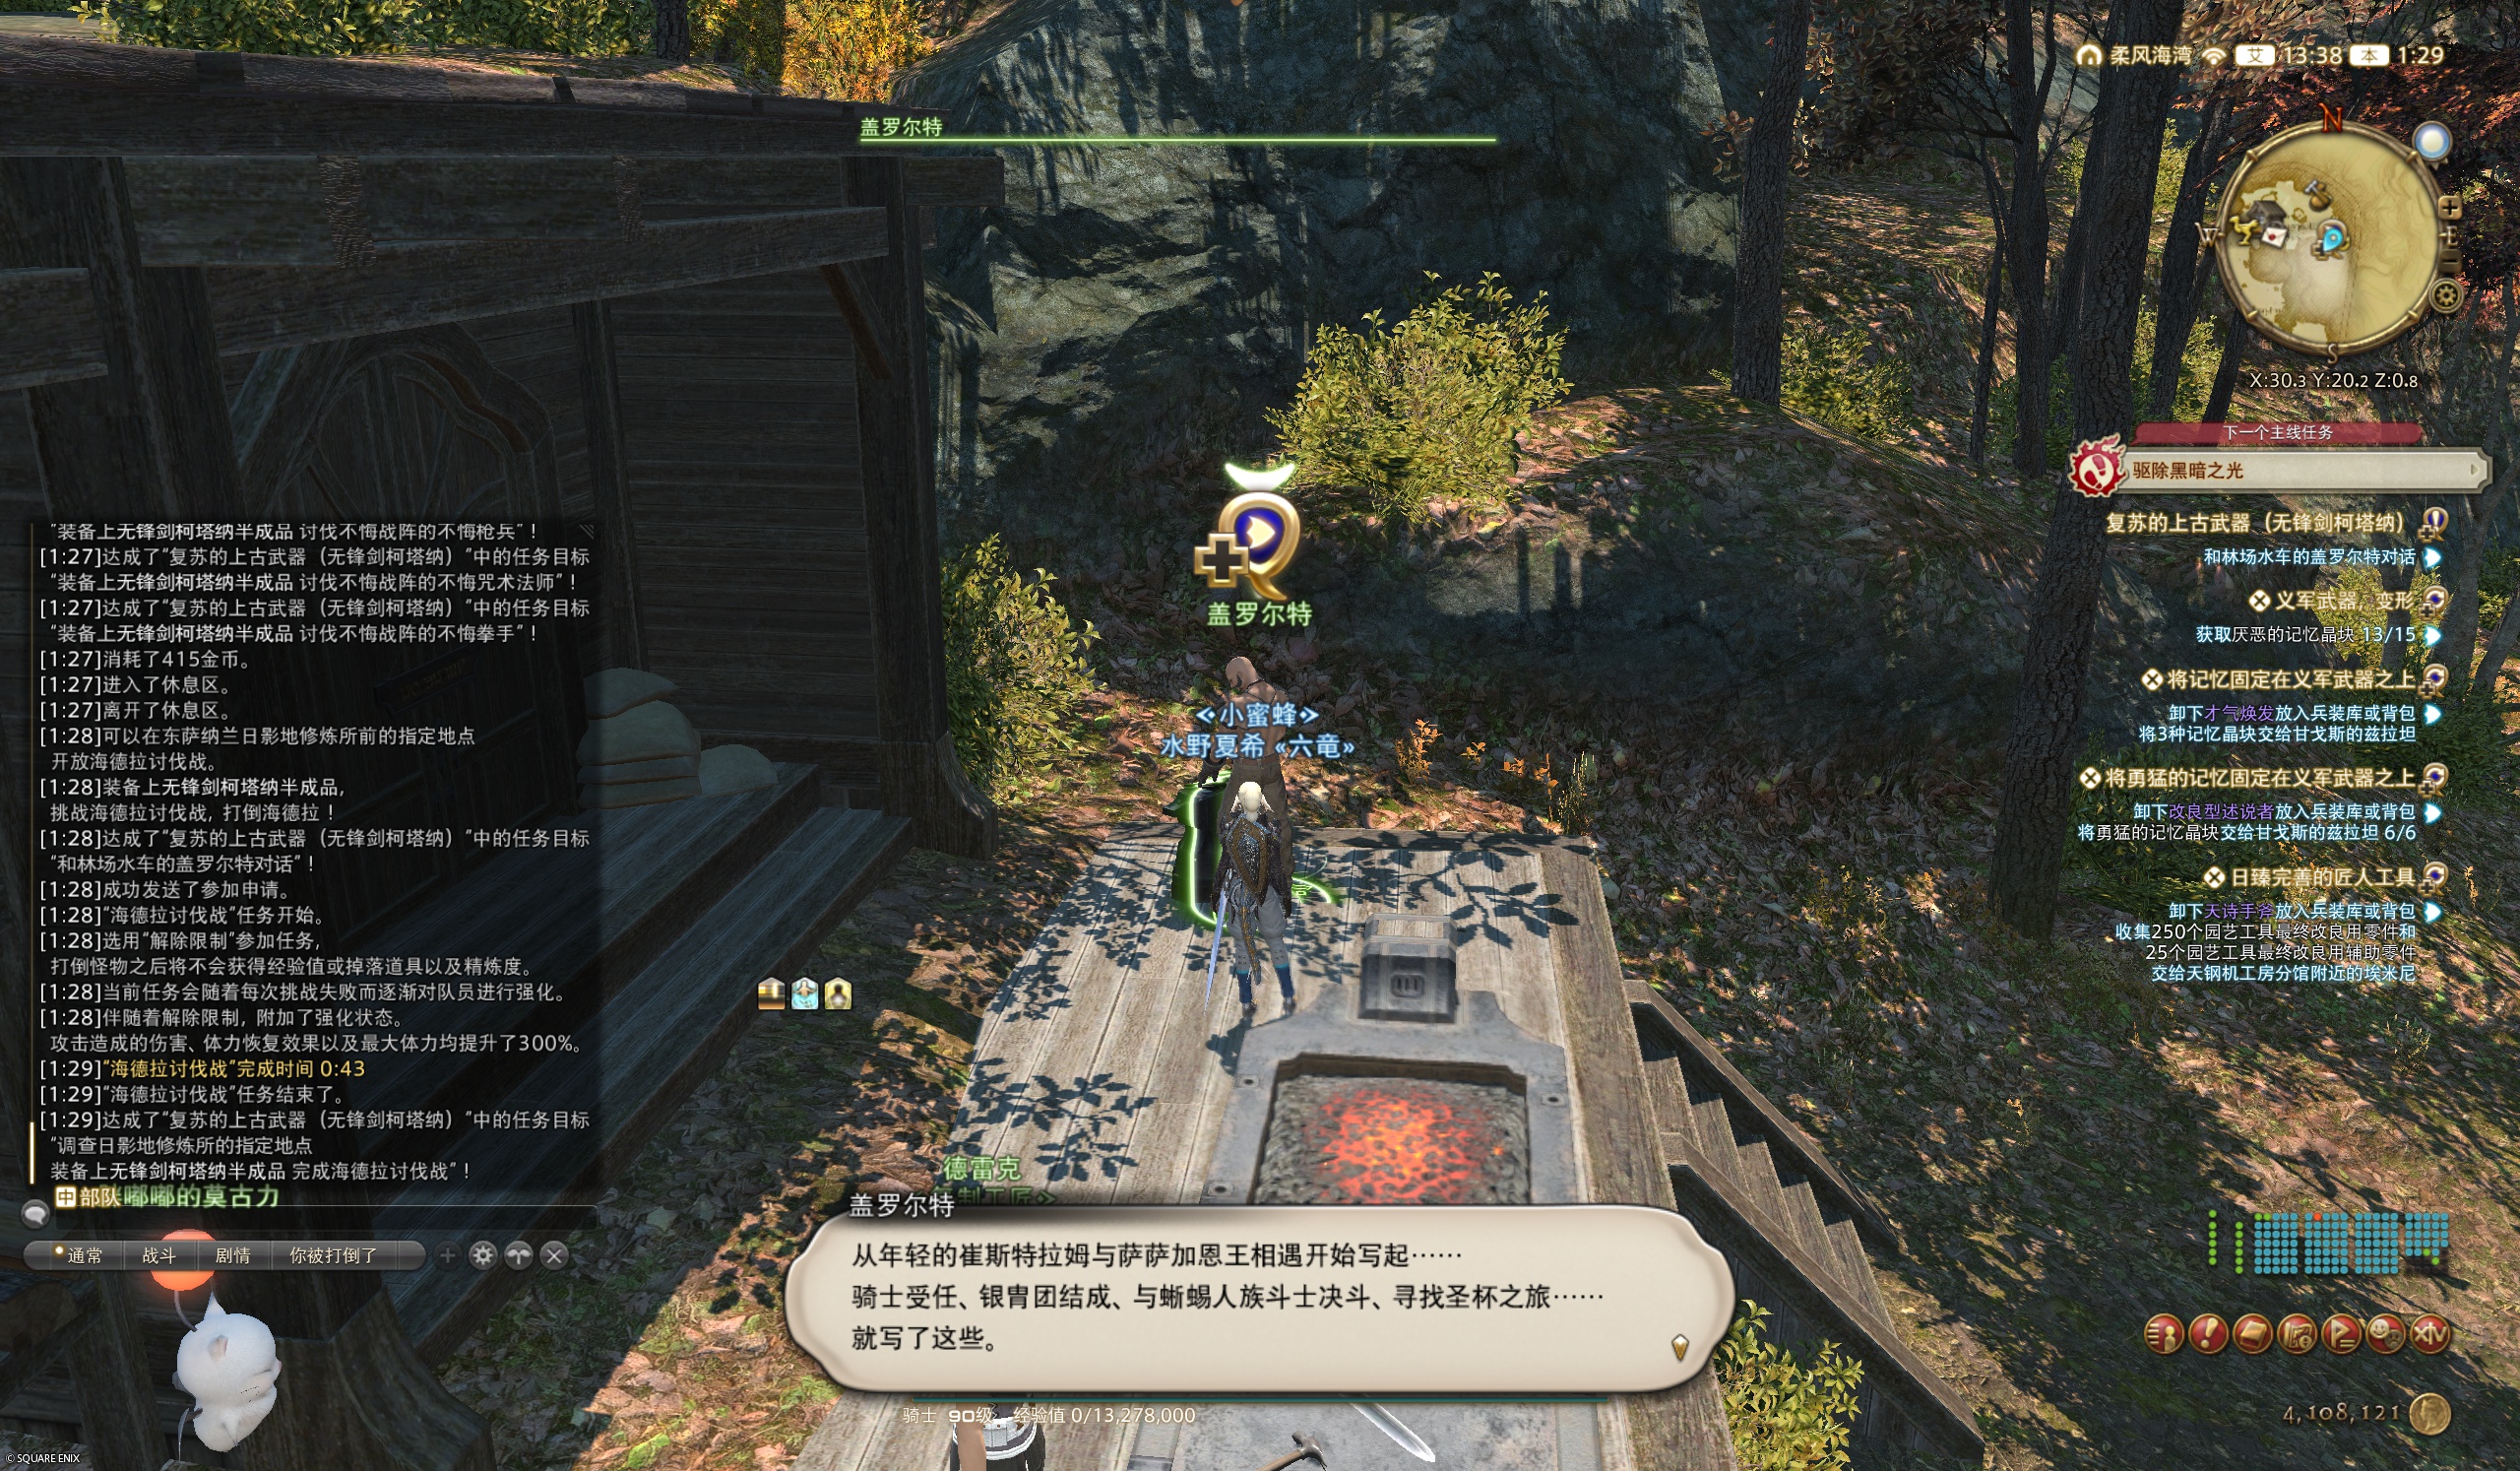 柔风海湾 艾 13:38 本 1:29
盖罗尔特
N
W
E
S
X:30.3 Y:20.2 Z:0.8
下一个主线任务
驱除黑暗之光
复苏的上古武器（无锋剑柯塔纳）
和林场水车的盖罗尔特对话
义军武器，变形
获取厌恶的记忆晶块 13/15
将记忆固定在义军武器之上
卸下才气焕发放入兵装库或背包
将3种记忆晶块交给甘戈斯的兹拉坦
将勇猛的记忆固定在义军武器之上
卸下改良型述说者放入兵装库或背包
将勇猛的记忆晶块交给甘戈斯的兹拉坦 6/6
日臻完善的匠人工具
卸下天诗手斧放入兵装库或背包
收集250个园艺工具最终改良用零件和
25个园艺工具最终改良用辅助零件
交给天钢机工房分馆附近的埃米尼
盖罗尔特
小蜜蜂
水野夏希 «六竜»
“装备上无锋剑柯塔纳半成品 讨伐不悔战阵的不悔枪兵”！
[1:27]达成了“复苏的上古武器（无锋剑柯塔纳）”中的任务目标
“装备上无锋剑柯塔纳半成品 讨伐不悔战阵的不悔咒术法师”！
[1:27]达成了“复苏的上古武器（无锋剑柯塔纳）”中的任务目标
“装备上无锋剑柯塔纳半成品 讨伐不悔战阵的不悔拳手”！
[1:27]消耗了415金币。
[1:27]进入了休息区。
[1:27]离开了休息区。
[1:28]可以在东萨纳兰日影地修炼所前的指定地点
开放海德拉讨伐战。
[1:28]装备上无锋剑柯塔纳半成品，
挑战海德拉讨伐战，打倒海德拉！
[1:28]达成了“复苏的上古武器（无锋剑柯塔纳）”中的任务目标
“和林场水车的盖罗尔特对话”！
[1:28]成功发送了参加申请。
[1:28]“海德拉讨伐战”任务开始。
[1:28]选用“解除限制”参加任务，
打倒怪物之后将不会获得经验值或掉落道具以及精炼度。
[1:28]当前任务会随着每次挑战失败而逐渐对队员进行强化。
[1:28]伴随着解除限制，附加了强化状态。
攻击造成的伤害、体力恢复效果以及最大体力均提升了300%。
[1:29]“海德拉讨伐战”完成时间 0:43
[1:29]“海德拉讨伐战”任务结束了。
[1:29]达成了“复苏的上古武器（无锋剑柯塔纳）”中的任务目标
“调查日影地修炼所的指定地点
装备上无锋剑柯塔纳半成品 完成海德拉讨伐战”！
中 部队
嘟嘟的莫古力
通常 战斗 剧情 你被打倒了
德雷克
盖罗尔特
从年轻的崔斯特拉姆与萨萨加恩王相遇开始写起……
骑士受任、银胄团结成、与蜥蜴人族斗士决斗、寻找圣杯之旅……
就写了这些。
骑士 90级 经验值 0/13,278,000
XIV
4,108,121
© SQUARE ENIX